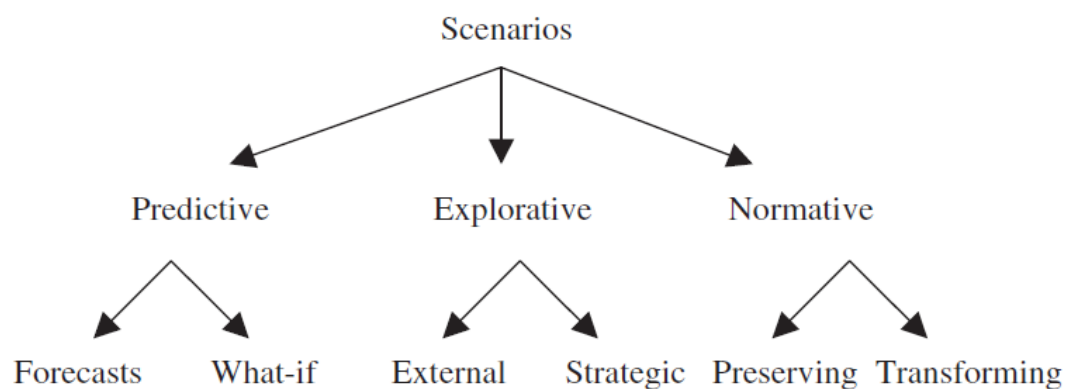 Scenarios
Predictive Explorative Normative
Forecasts What-if External Strategic Preserving Transforming